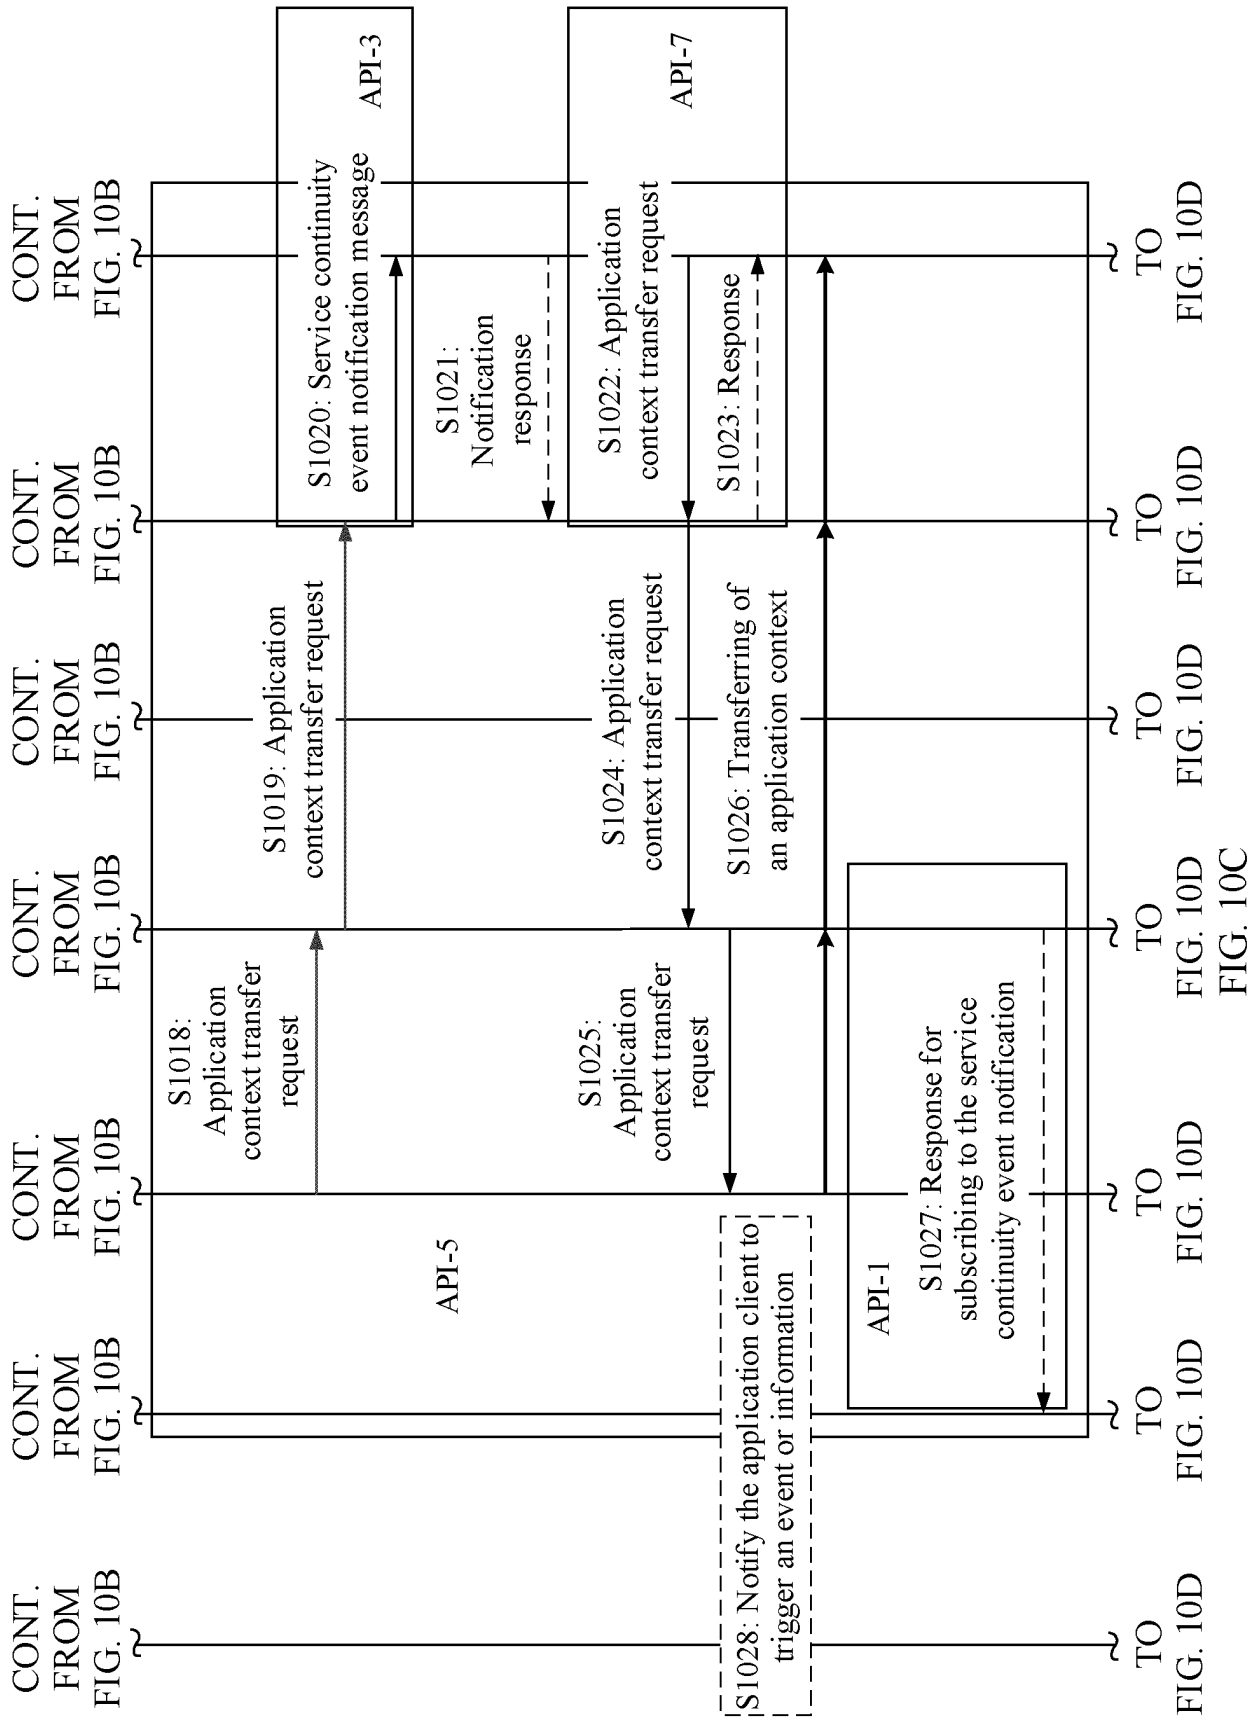 CONT.
FROM
FIG. 10B
CONT.
FROM
FIG. 10B
CONT.
FROM
FIG. 10B
CONT.
FROM
FIG. 10B
CONT.
FROM
FIG. 10B
CONT.
FROM
FIG. 10B
CONT.
FROM
FIG. 10B
S1018:
Application
context transfer
request
S1019: Application
context transfer request
S1020: Service continuity
event notification message
API-3
API-5
S1021:
Notification
response
S1022: Application
context transfer request
API-7
S1023: Response
S1024: Application
context transfer request
S1025:
Application
context transfer
request
S1026: Transferring of
an application context
S1028: Notify the application client to
trigger an event or information
API-1
S1027: Response for
subscribing to the service
continuity event notification
TO
FIG. 10D
TO
FIG. 10D
TO
FIG. 10D
TO
FIG. 10D
TO
FIG. 10D
TO
FIG. 10D
TO
FIG. 10D
FIG. 10C